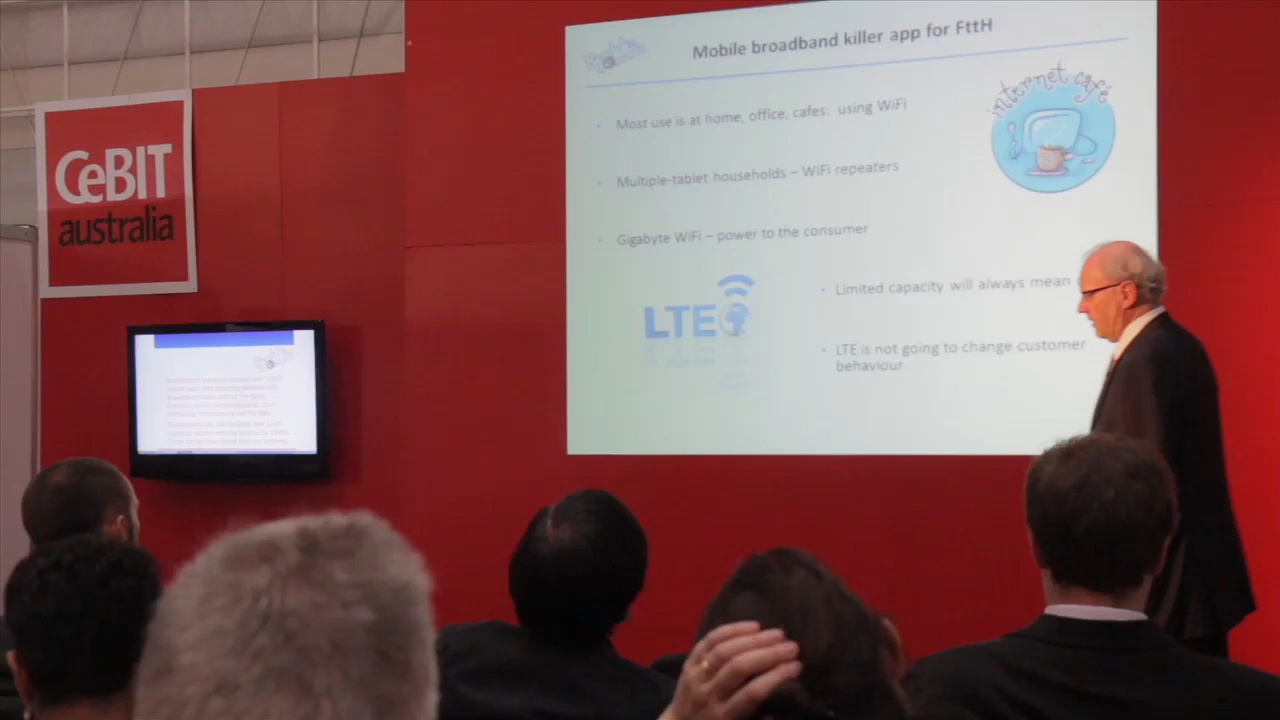 CeBIT
australia
Mobile broadband killer app for FttH
internet café
Most use is at home, office, cafes: using WiFi
Multiple-tablet households – WiFi repeaters
Gigabyte WiFi – power to the consumer
LTE
Limited capacity will always mean
LTE is not going to change customer
behaviour